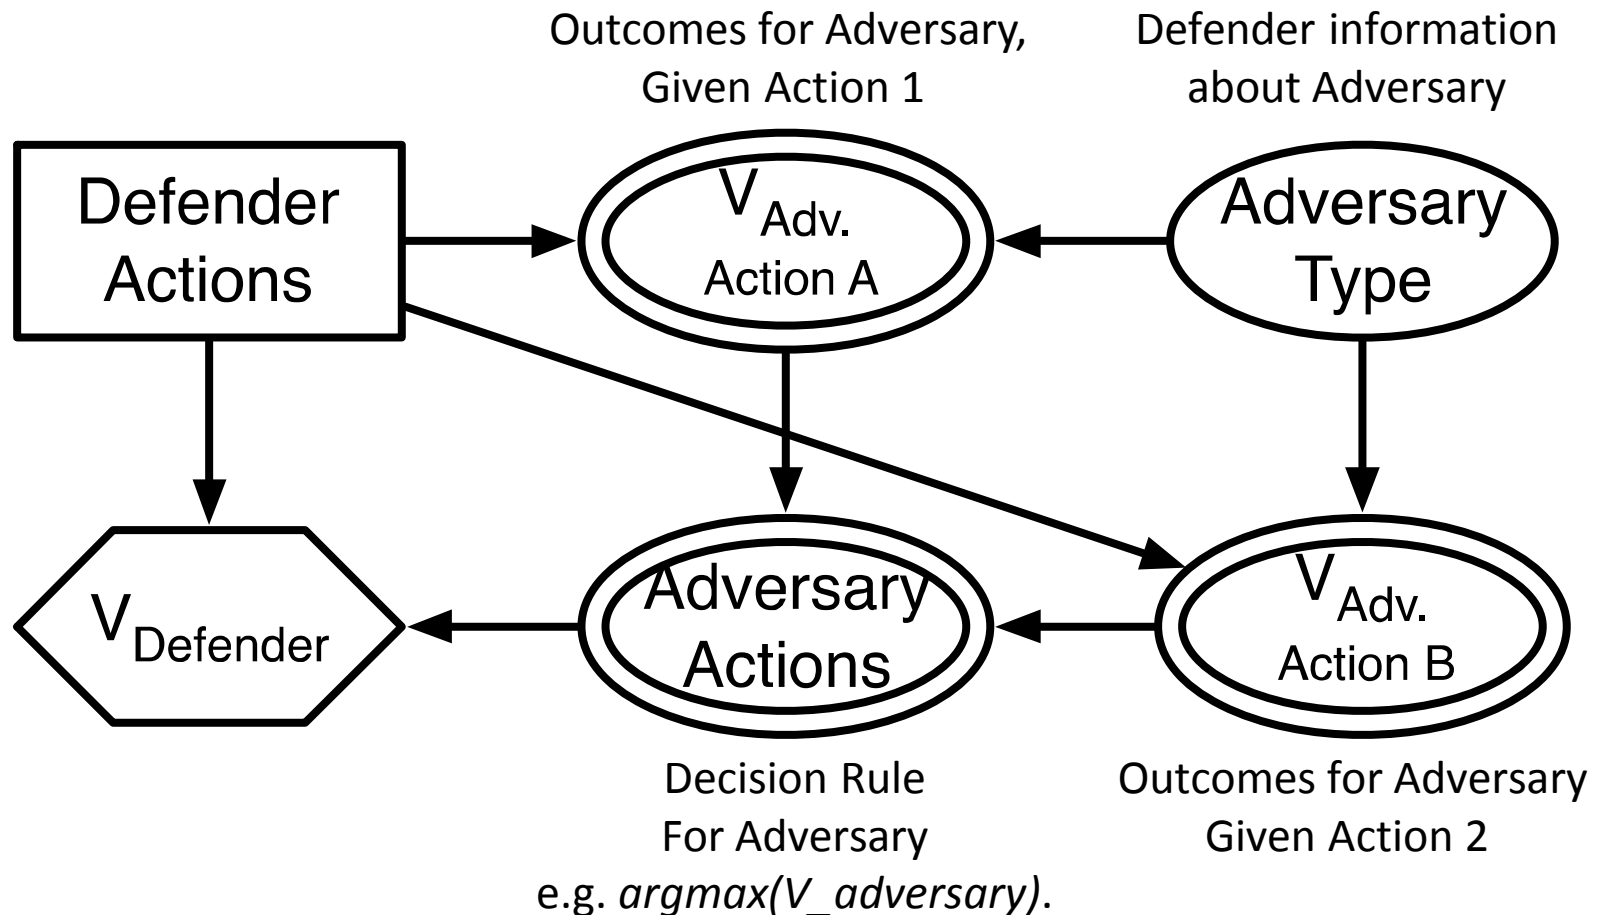 Outcomes for Adversary,
Given Action 1
Defender information
about Adversary
Defender
Actions
V Adv.
Action A
Adversary
Type
V Defender
Adversary
Actions
V Adv.
Action B
Decision Rule
For Adversary
e.g. argmax(V_adversary).
Outcomes for Adversary
Given Action 2